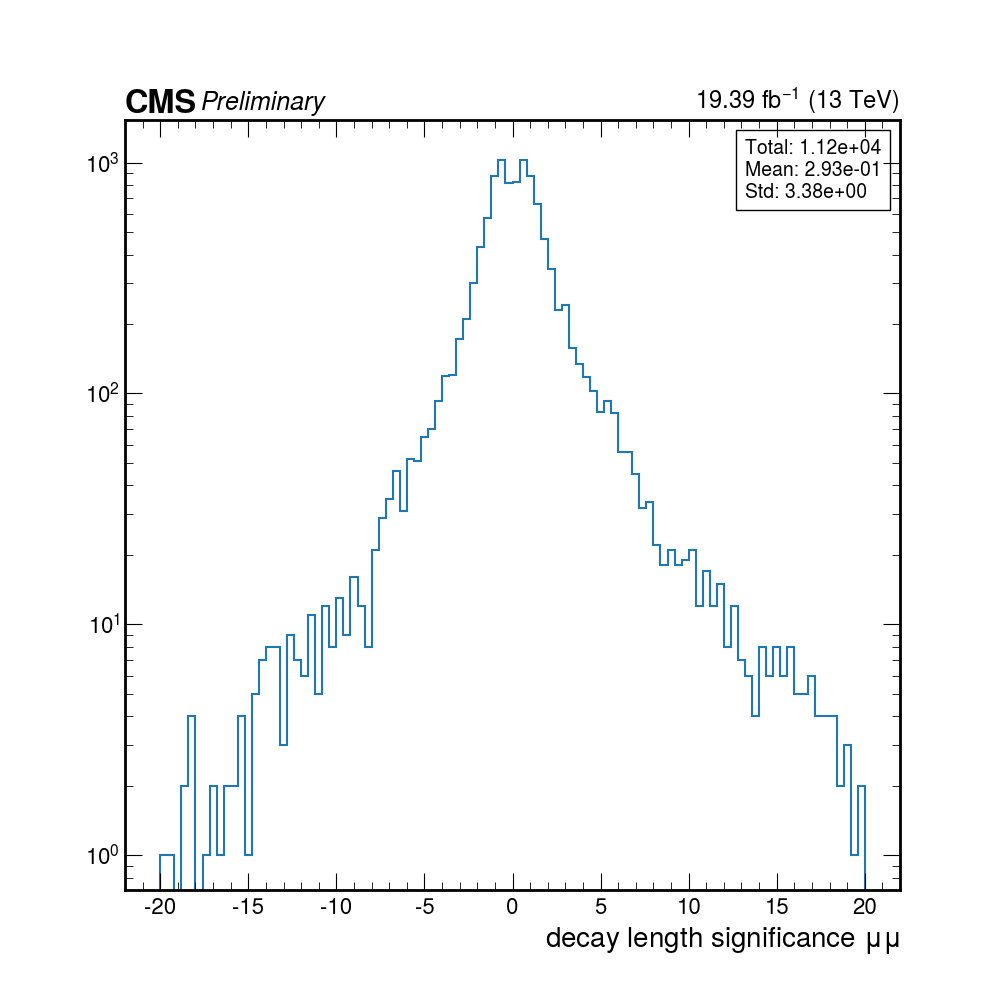 CMS Preliminary 19.39 fb⁻¹ (13 TeV)
Total: 1.12e+04
Mean: 2.93e-01
Std: 3.38e+00
10³
10²
10¹
10⁰
-20 -15 -10 -5 0 5 10 15 20
decay length significance μμ